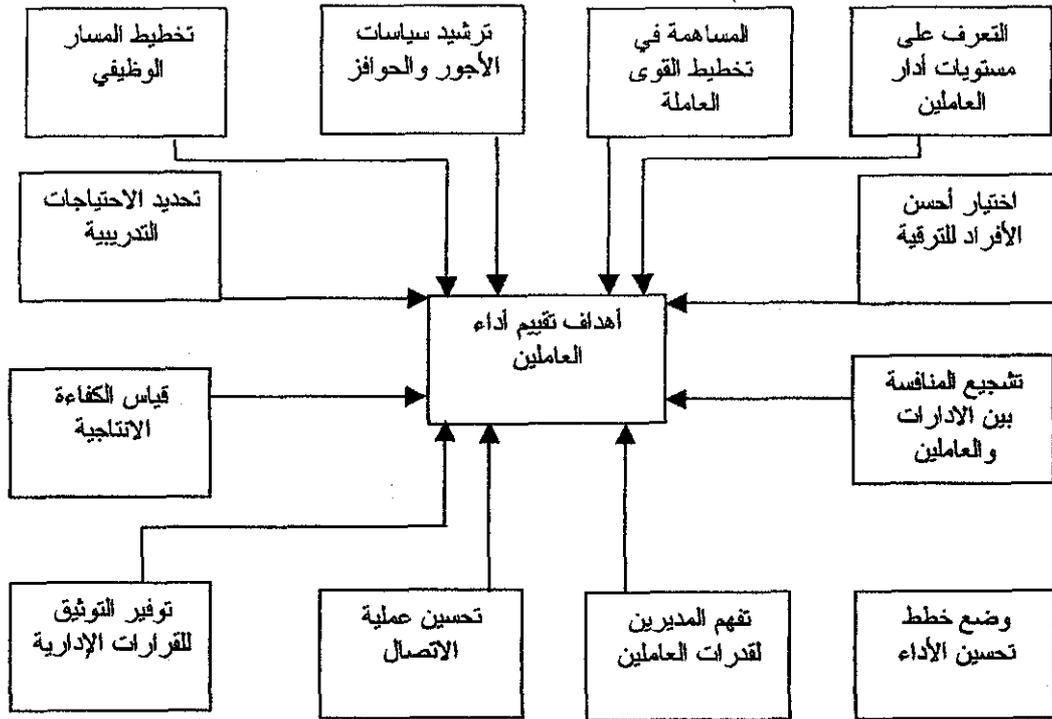 التعرف على
مستويات أدار
العاملين
المساهمة في
تخطيط القوى
العاملة
ترشيد سياسات
الأجور والحوافز
تخطيط المسار
الوظيفي
اختيار أحسن
الأفراد للترقية
تحديد الاحتياجات
التدريبية
أهداف تقييم أداء
العاملين
تشجيع المنافسة
بين الادارات
والعاملين
قياس الكفاءة
الانتاجية
وضع خطط
تحسين الأداء
تفهم المديرين
لقدرات العاملين
تحسين عملية
الاتصال
توفير التوثيق
للقرارات الإدارية